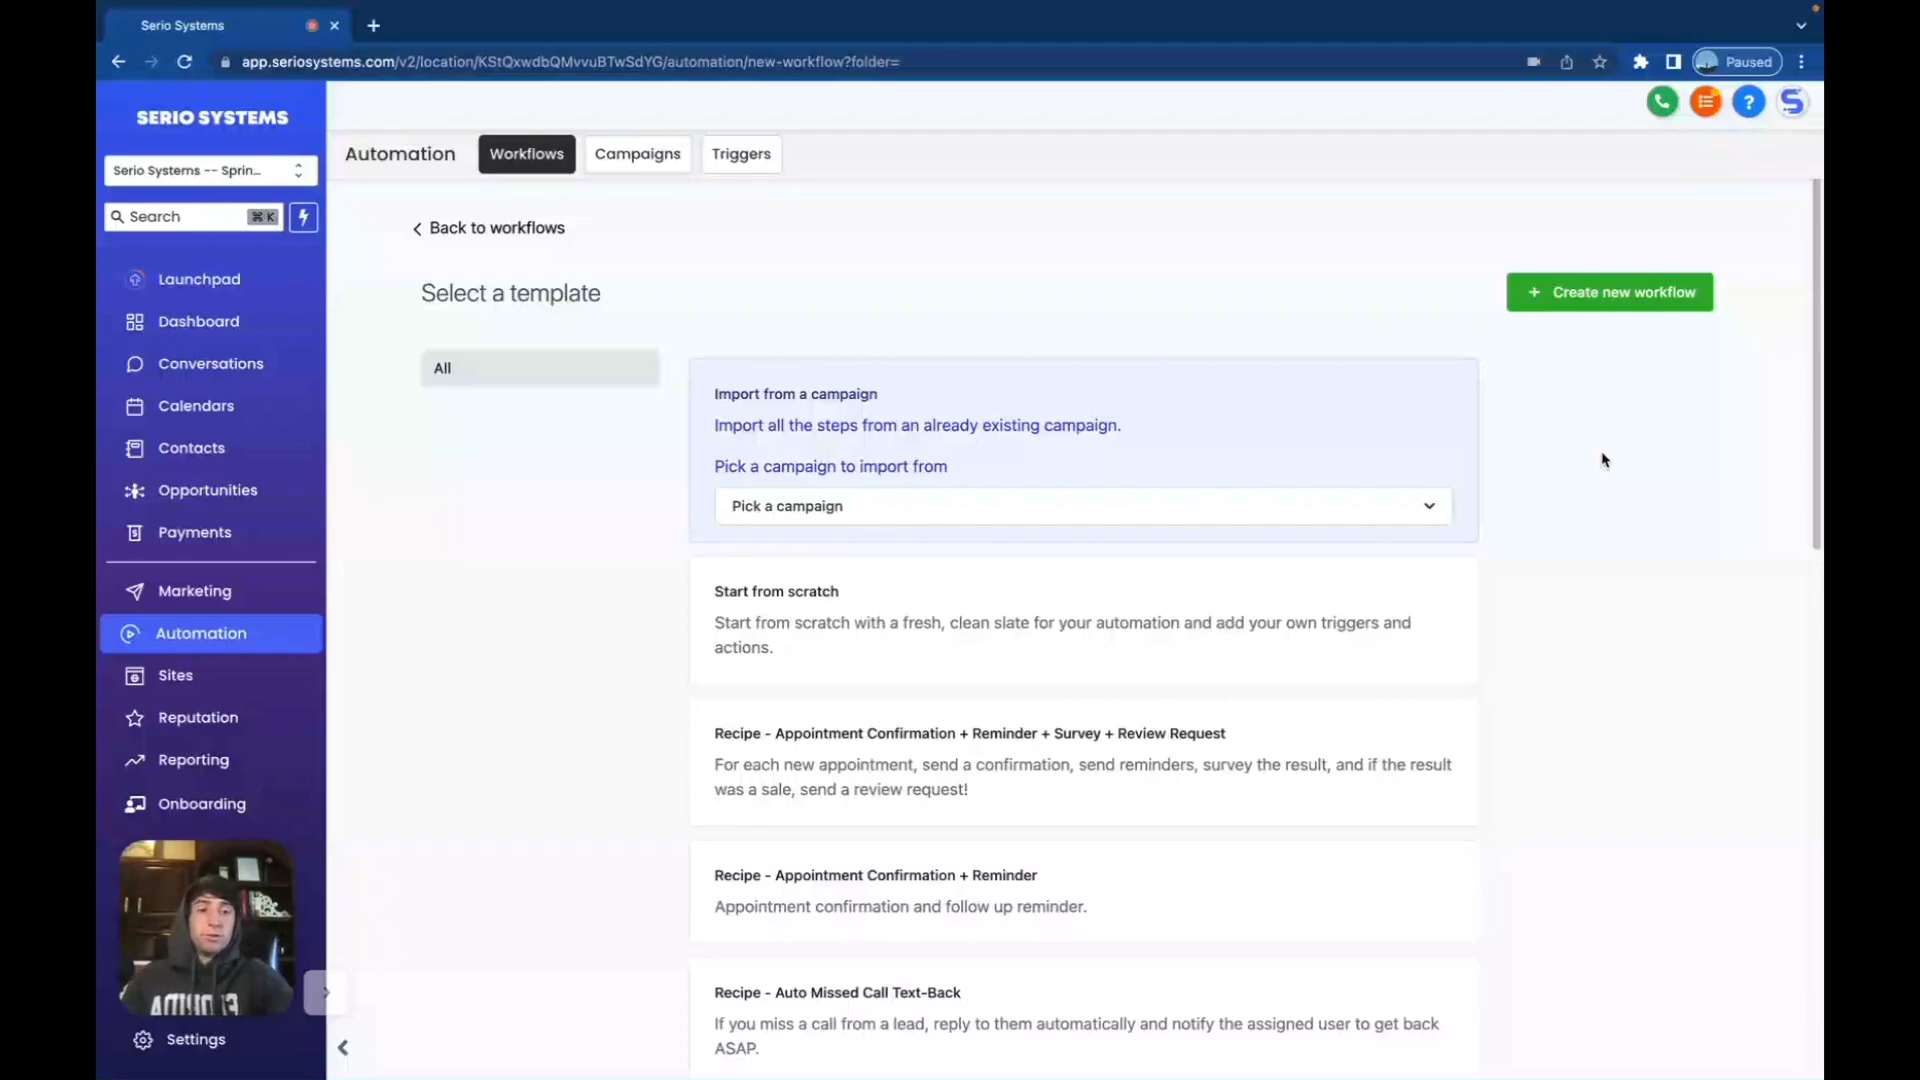 Serio Systems
app.seriosystems.com/v2/location/KStQxwdbQMvvuBTwSdYG/automation/new-workflow?folder=
Paused
SERIO SYSTEMS
Serio Systems -- Sprin...
Search
⌘ K
Launchpad
Dashboard
Conversations
Calendars
Contacts
Opportunities
Payments
Marketing
Automation
Sites
Reputation
Reporting
Onboarding
Settings
Automation
Workflows
Campaigns
Triggers
Back to workflows
Select a template
+ Create new workflow
All
Import from a campaign
Import all the steps from an already existing campaign.
Pick a campaign to import from
Pick a campaign
Start from scratch
Start from scratch with a fresh, clean slate for your automation and add your own triggers and
actions.
Recipe - Appointment Confirmation + Reminder + Survey + Review Request
For each new appointment, send a confirmation, send reminders, survey the result, and if the result
was a sale, send a review request!
Recipe - Appointment Confirmation + Reminder
Appointment confirmation and follow up reminder.
Recipe - Auto Missed Call Text-Back
If you miss a call from a lead, reply to them automatically and notify the assigned user to get back
ASAP.